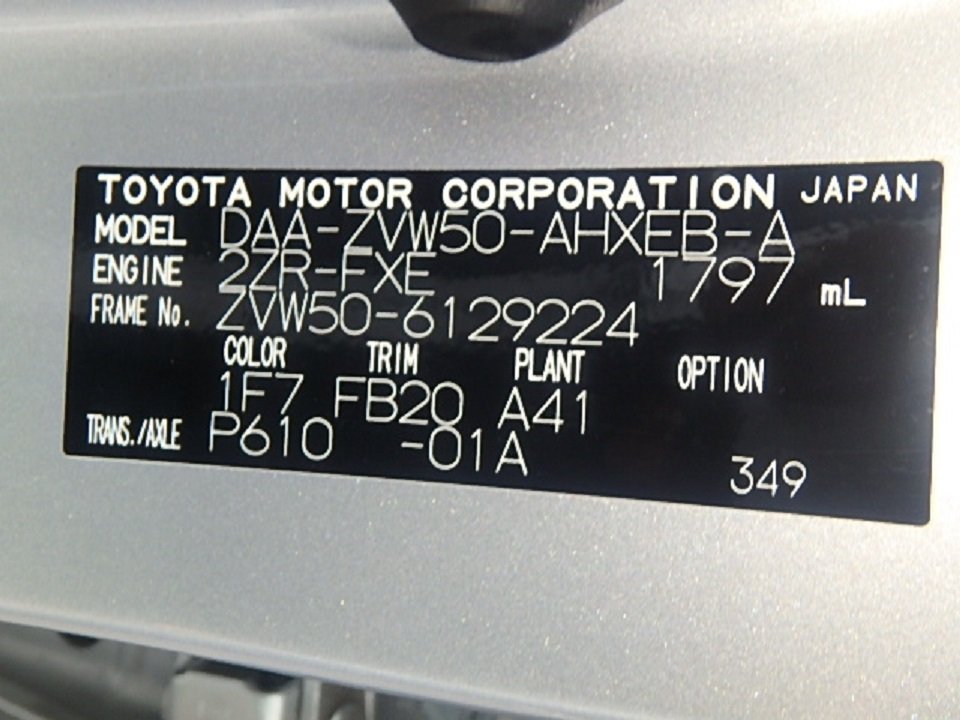 TOYOTA MOTOR CORPORATION JAPAN
MODEL DAA-ZVW50-AHXEB-A
ENGINE 2ZR-FXE 1797 mL
FRAME No. ZVW50-6129224
COLOR TRIM PLANT OPTION
1F7 FB20 A41
TRANS./AXLE P610 -01A
349